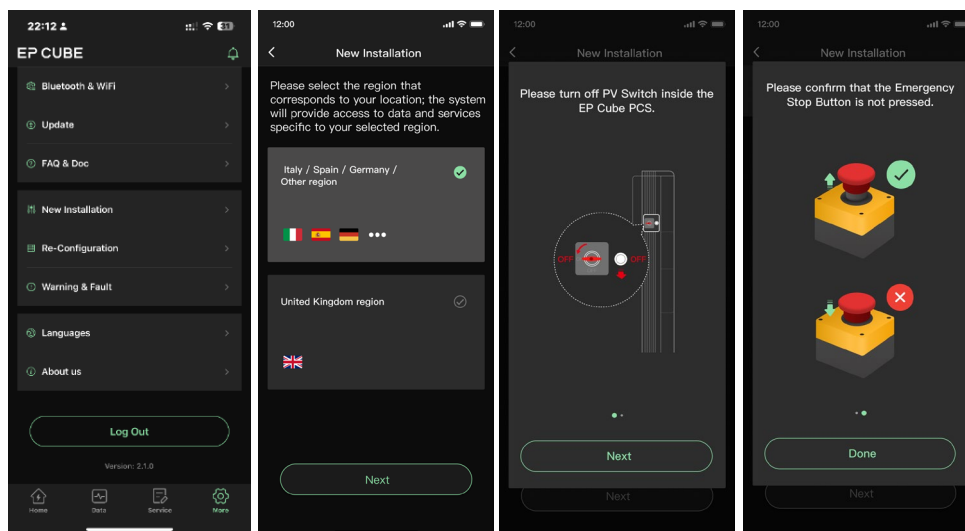 22:12
EP CUBE
Bluetooth & WiFi
Update
FAQ & Doc
New Installation
Re-Configuration
Warning & Fault
Languages
About us
Log Out
Version: 2.1.0
Home
Data
Service
More
12:00
New Installation
Please select the region that
corresponds to your location; the system
will provide access to data and services
specific to your selected region.
Italy / Spain / Germany /
Other region
United Kingdom region
Next
12:00
New Installation
Please turn off PV Switch inside the
EP Cube PCS.
OFF
OFF
Next
Next
12:00
New Installation
Please confirm that the Emergency
Stop Button is not pressed.
Done
Next